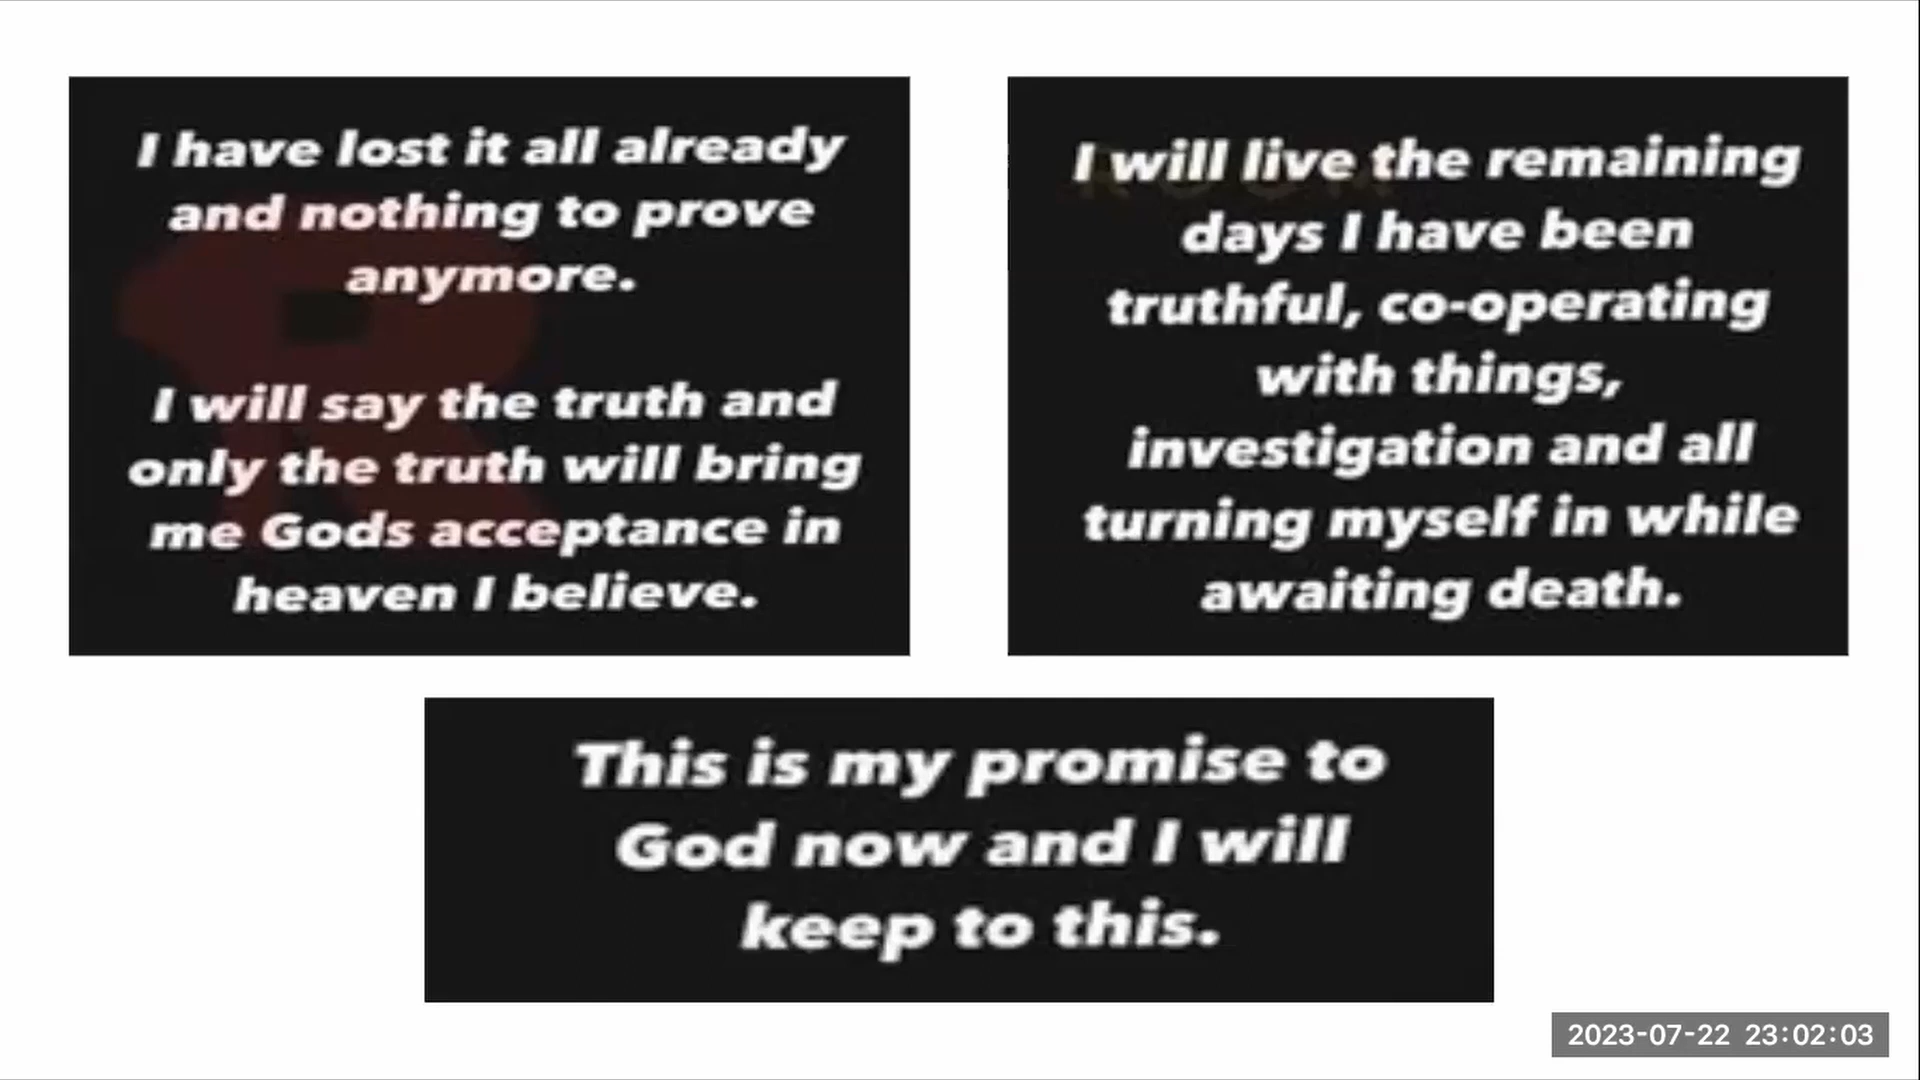 I have lost it all already
and nothing to prove
anymore.
I will say the truth and
only the truth will bring
me Gods acceptance in
heaven I believe.
I will live the remaining
days I have been
truthful, co-operating
with things,
investigation and all
turning myself in while
awaiting death.
This is my promise to
God now and I will
keep to this.
2023-07-22 23:02:03